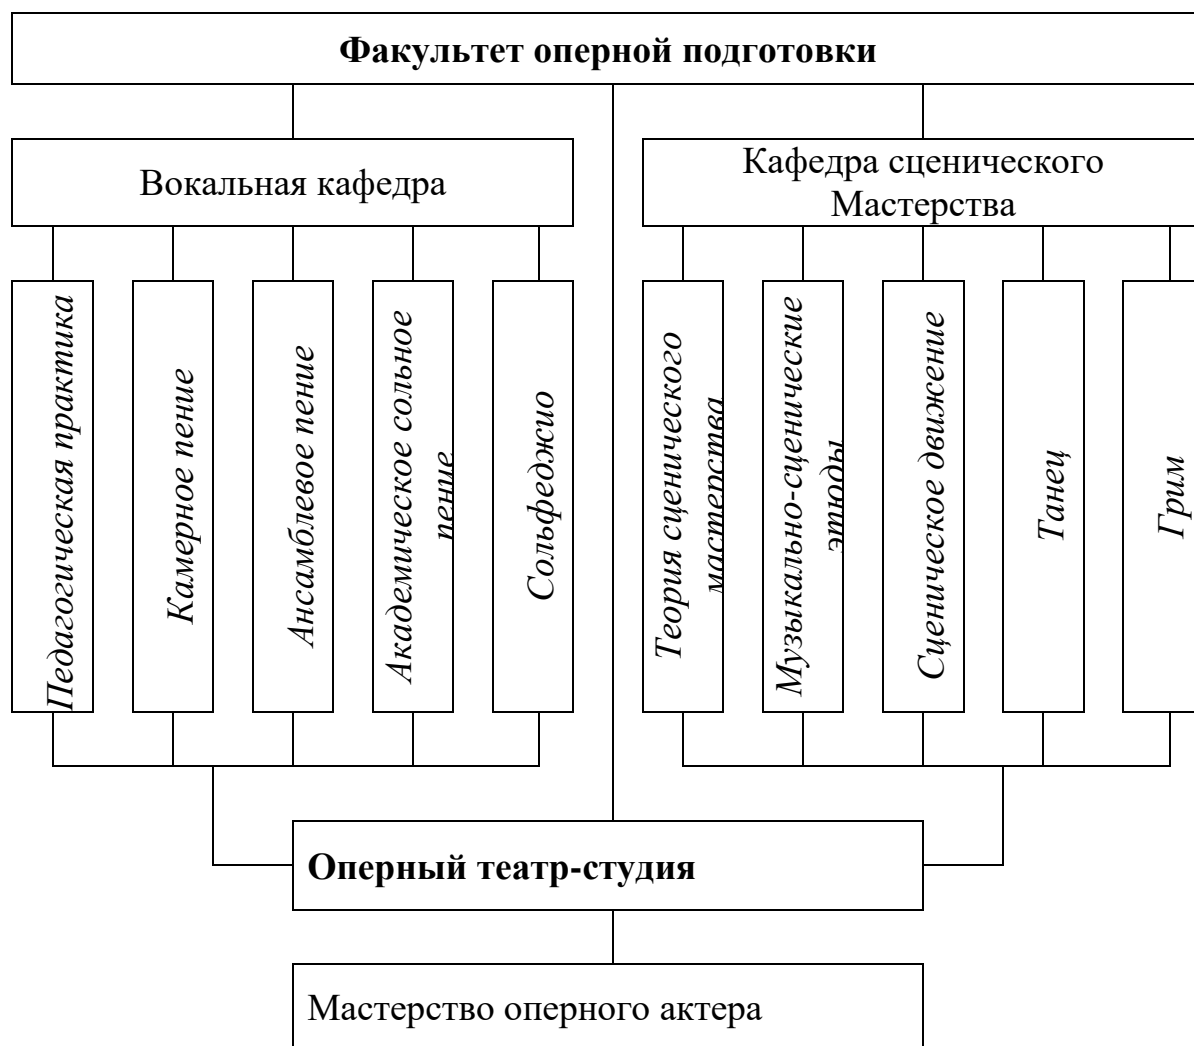 Факультет оперной подготовки
Вокальная кафедра
Кафедра сценического
Мастерства
Педагогическая практика
Камерное пение
Ансамблевое пение
Академическое сольное
пение
Сольфеджио
Теория сценического
мастерства
Музыкально-сценические
этюды
Сценическое движение
Танец
Грим
Оперный театр-студия
Мастерство оперного актера